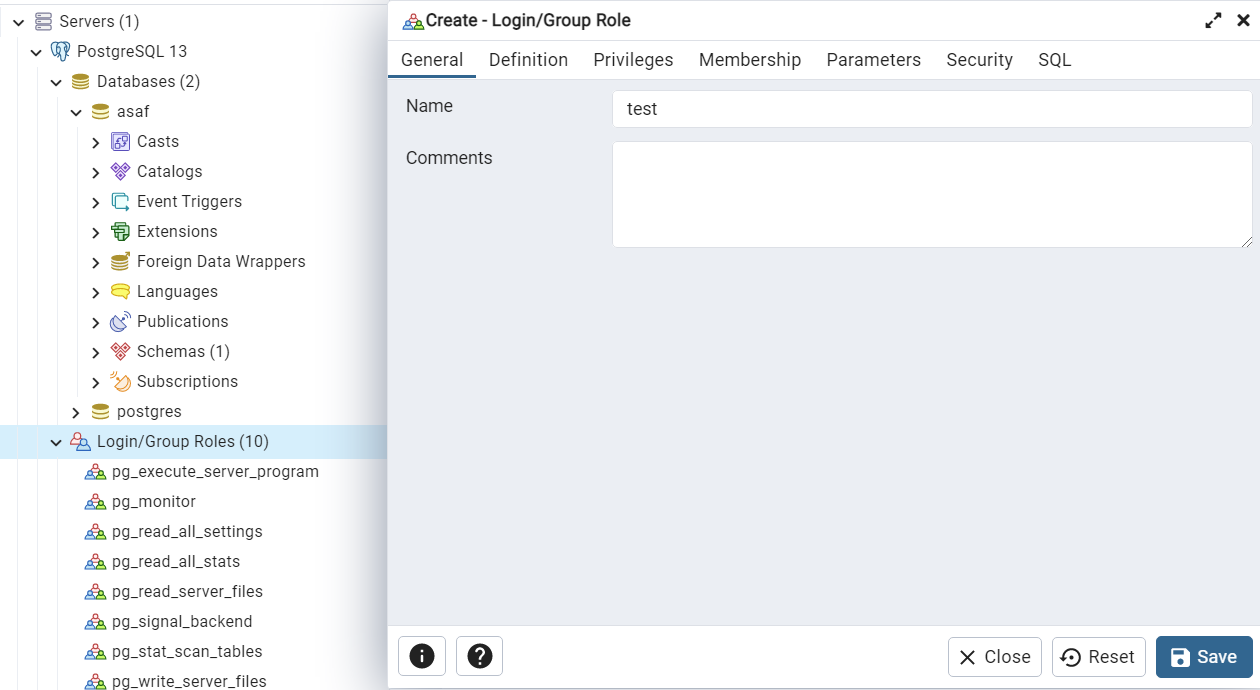 Servers (1)
PostgreSQL 13
Databases (2)
asaf
Casts
Catalogs
Event Triggers
Extensions
Foreign Data Wrappers
Languages
Publications
Schemas (1)
Subscriptions
postgres
Login/Group Roles (10)
pg_execute_server_program
pg_monitor
pg_read_all_settings
pg_read_all_stats
pg_read_server_files
pg_signal_backend
pg_stat_scan_tables
pg_write_server_files
Create - Login/Group Role
General Definition Privileges Membership Parameters Security SQL
Name test
Comments
Close Reset Save